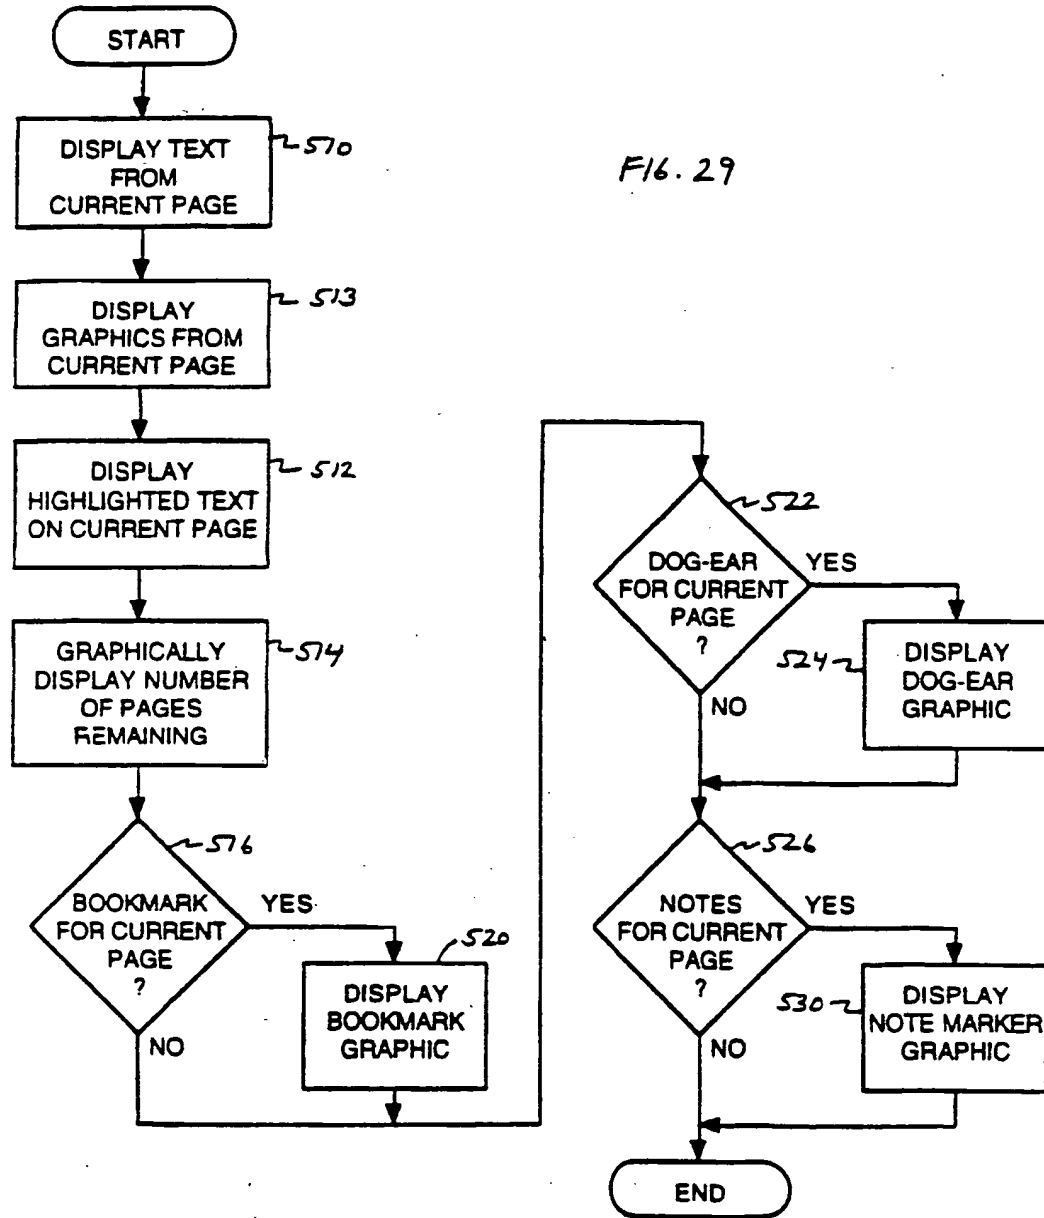 START
DISPLAY TEXT
FROM
CURRENT PAGE
510
FIG. 29
DISPLAY
GRAPHICS FROM
CURRENT PAGE
513
DISPLAY
HIGHLIGHTED TEXT
ON CURRENT PAGE
512
GRAPHICALLY
DISPLAY NUMBER
OF PAGES
REMAINING
514
BOOKMARK
FOR CURRENT
PAGE
?
516
YES
NO
DISPLAY
BOOKMARK
GRAPHIC
520
DOG-EAR
FOR CURRENT
PAGE
?
522
YES
NO
524
DISPLAY
DOG-EAR
GRAPHIC
NOTES
FOR CURRENT
PAGE
?
526
YES
NO
530
DISPLAY
NOTE MARKER
GRAPHIC
END